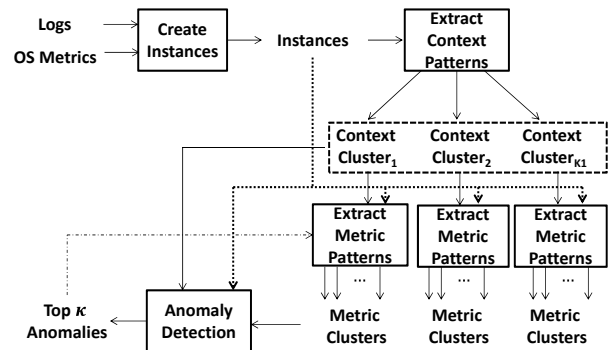 Logs
OS Metrics
Create
Instances
Instances
Extract
Context
Patterns
Context
Cluster1
Context
Cluster2
Context
ClusterK1
Extract
Metric
Patterns
Extract
Metric
Patterns
Extract
Metric
Patterns
...
...
...
Top κ
Anomalies
Anomaly
Detection
Metric
Clusters
Metric
Clusters
Metric
Clusters